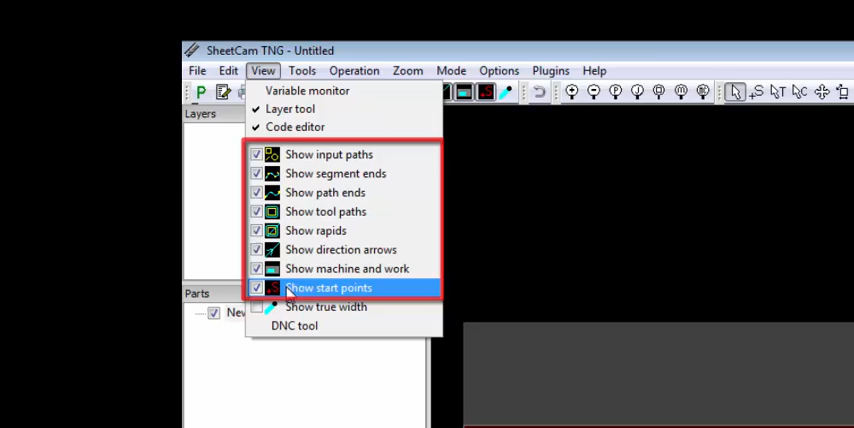 SheetCam TNG - Untitled
File Edit View Tools Operation Zoom Mode Options Plugins Help
Variable monitor
Layers
Layer tool
Code editor
Show input paths
Show segment ends
Show path ends
Show tool paths
Show rapids
Show direction arrows
Show machine and work
Show start points
Parts
Show true width
New
DNC tool